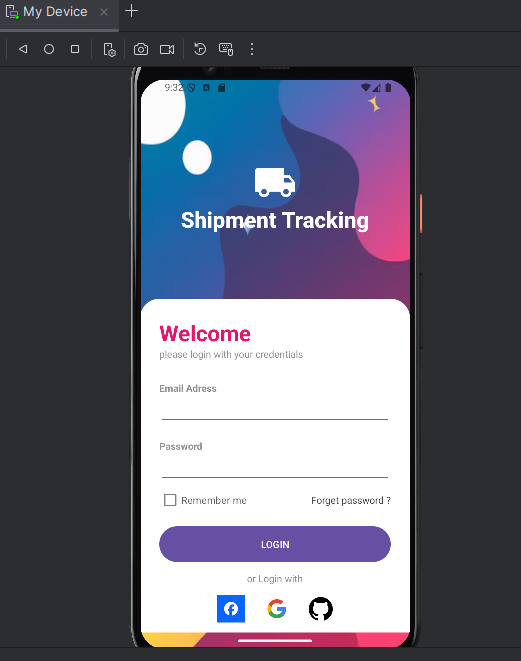 My Device
9:32
Shipment Tracking
Welcome
please login with your credentials
Email Adress
Password
Remember me
Forget password ?
LOGIN
or Login with